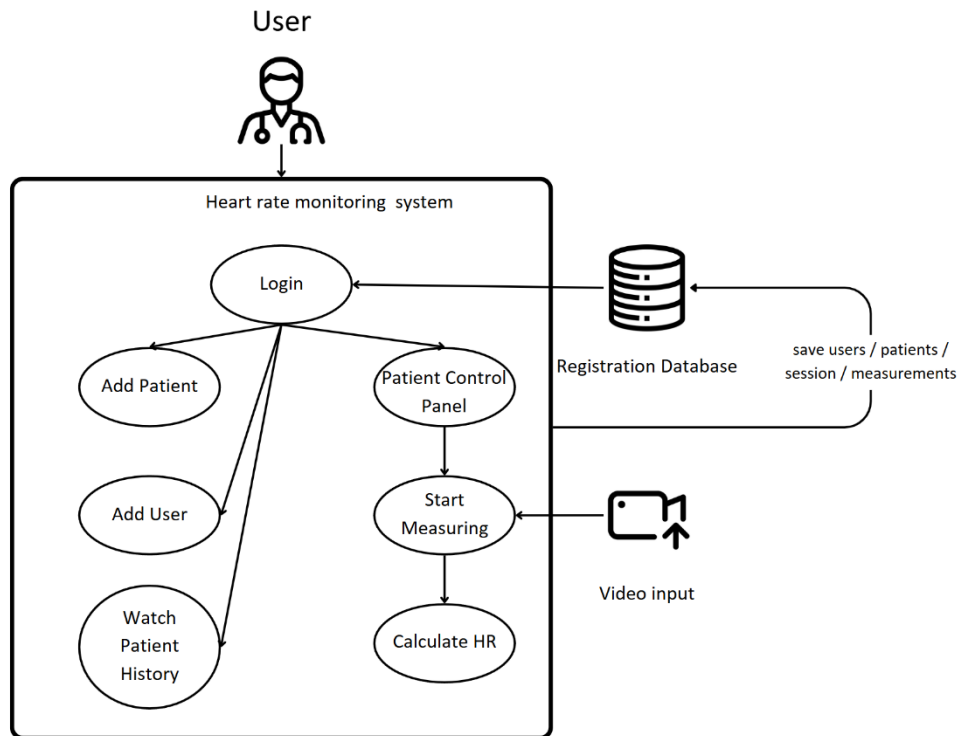 User
Heart rate monitoring system
Login
Registration Database
save users / patients /
session / measurements
Add Patient
Patient Control
Panel
Add User
Start
Measuring
Video input
Watch
Patient
History
Calculate HR